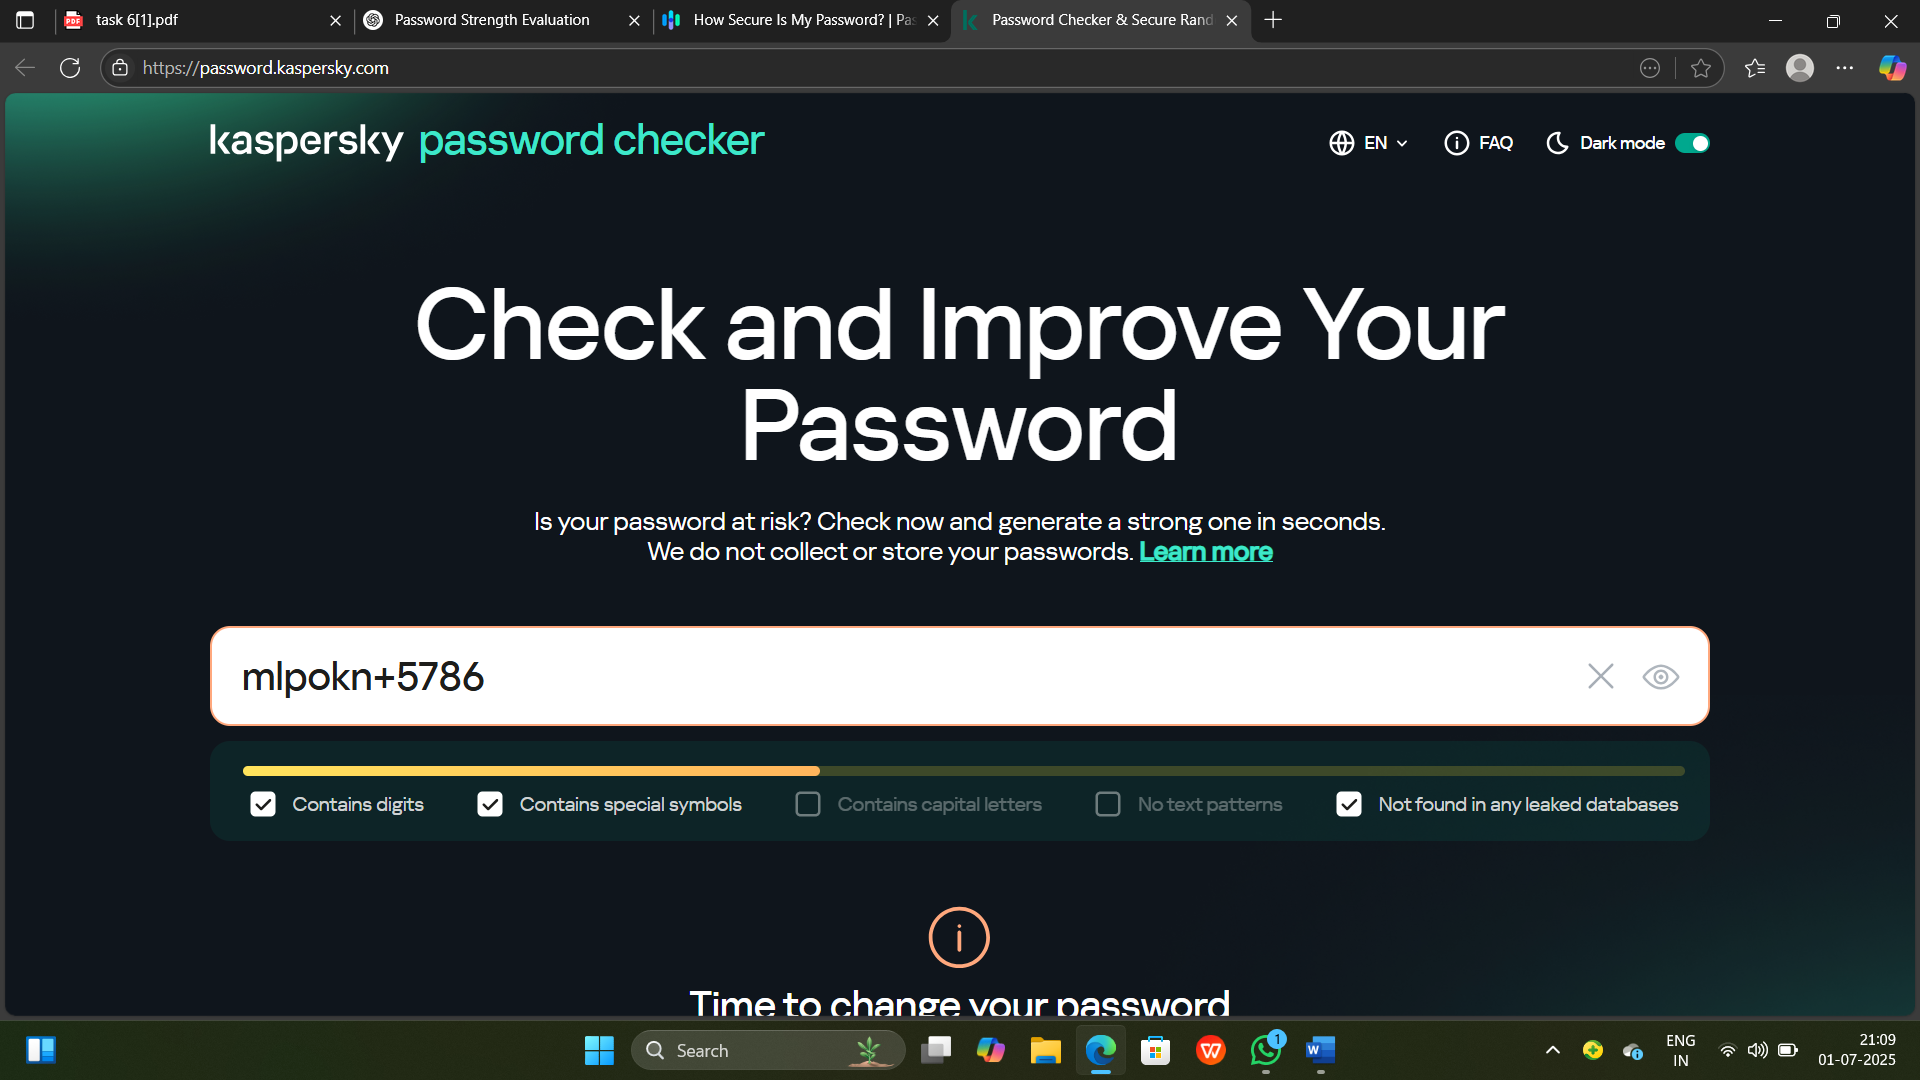 task 6[1].pdf
Password Strength Evaluation
How Secure Is My Password? | Pas
Password Checker & Secure Rand
https://password.kaspersky.com
kaspersky password checker
EN
FAQ
Dark mode
Check and Improve Your
Password
Is your password at risk? Check now and generate a strong one in seconds.
We do not collect or store your passwords. Learn more
mlpokn+5786
Contains digits
Contains special symbols
Contains capital letters
No text patterns
Not found in any leaked databases
Time to change your password
Search
1
ENG
IN
21:09
01-07-2025